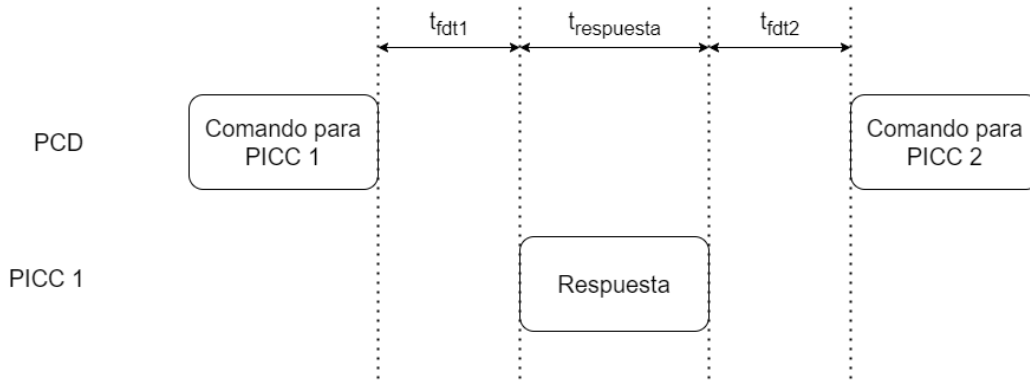 t_fdt1 t_respuesta t_fdt2
PCD
Comando para
PICC 1
Comando para
PICC 2
PICC 1
Respuesta